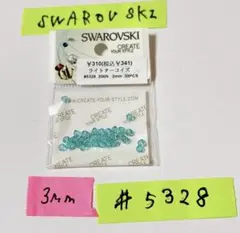 SWAROVSKI
SWAROVSKI
CREATE
YOUR STYLE
¥310(税込¥341)
ライトターコイズ
CREATE-YOUR-STYLE.COM
3mm
#5328